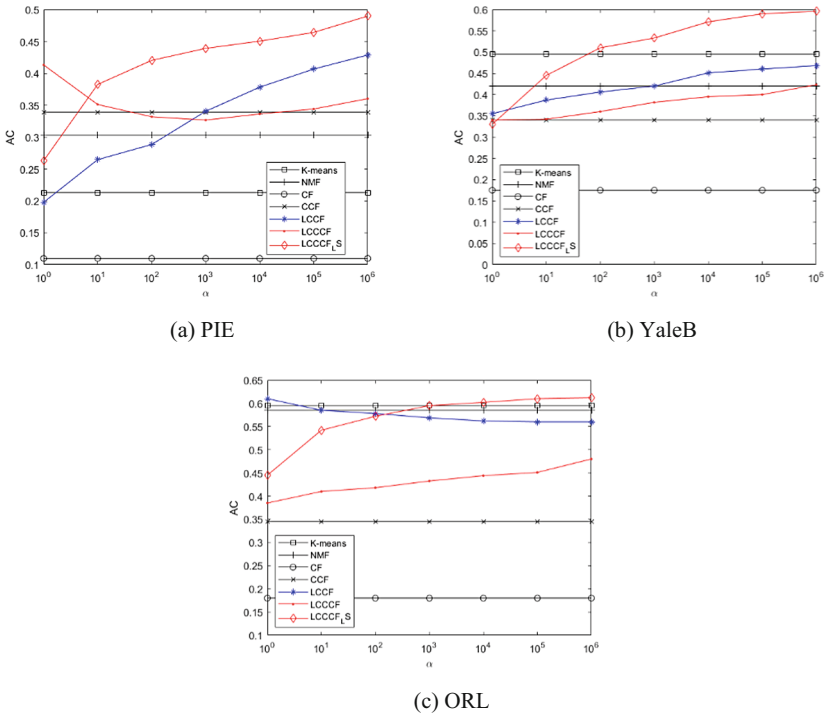 0.5
0.45
0.4
0.35
0.3
0.25
0.2
0.15
0.1
AC
K-means
NMF
CF
CCF
LCCF
LCCCF
LCCCF_LS
10^0 10^1 10^2 10^3 10^4 10^5 10^6
α
(a) PIE
0.6
0.55
0.5
0.45
0.4
0.35
0.3
0.25
0.2
0.15
0.1
0.05
0
AC
K-means
NMF
CF
CCF
LCCF
LCCCF
LCCCF_LS
10^0 10^1 10^2 10^3 10^4 10^5 10^6
α
(b) YaleB
0.65
0.6
0.55
0.5
0.45
0.4
0.35
0.3
0.25
0.2
0.15
0.1
AC
K-means
NMF
CF
CCF
LCCF
LCCCF
LCCCF_LS
10^0 10^1 10^2 10^3 10^4 10^5 10^6
α
(c) ORL